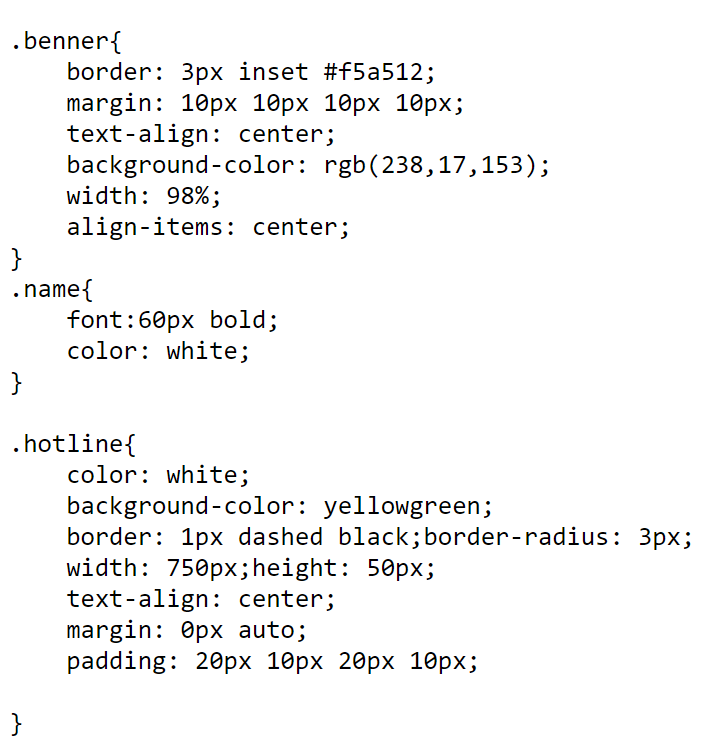 .benner{
    border: 3px inset #f5a512;
    margin: 10px 10px 10px 10px;
    text-align: center;
    background-color: rgb(238,17,153);
    width: 98%;
    align-items: center;
}
.name{
    font:60px bold;
    color: white;
}

.hotline{
    color: white;
    background-color: yellowgreen;
    border: 1px dashed black;border-radius: 3px;
    width: 750px;height: 50px;
    text-align: center;
    margin: 0px auto;
    padding: 20px 10px 20px 10px;

}